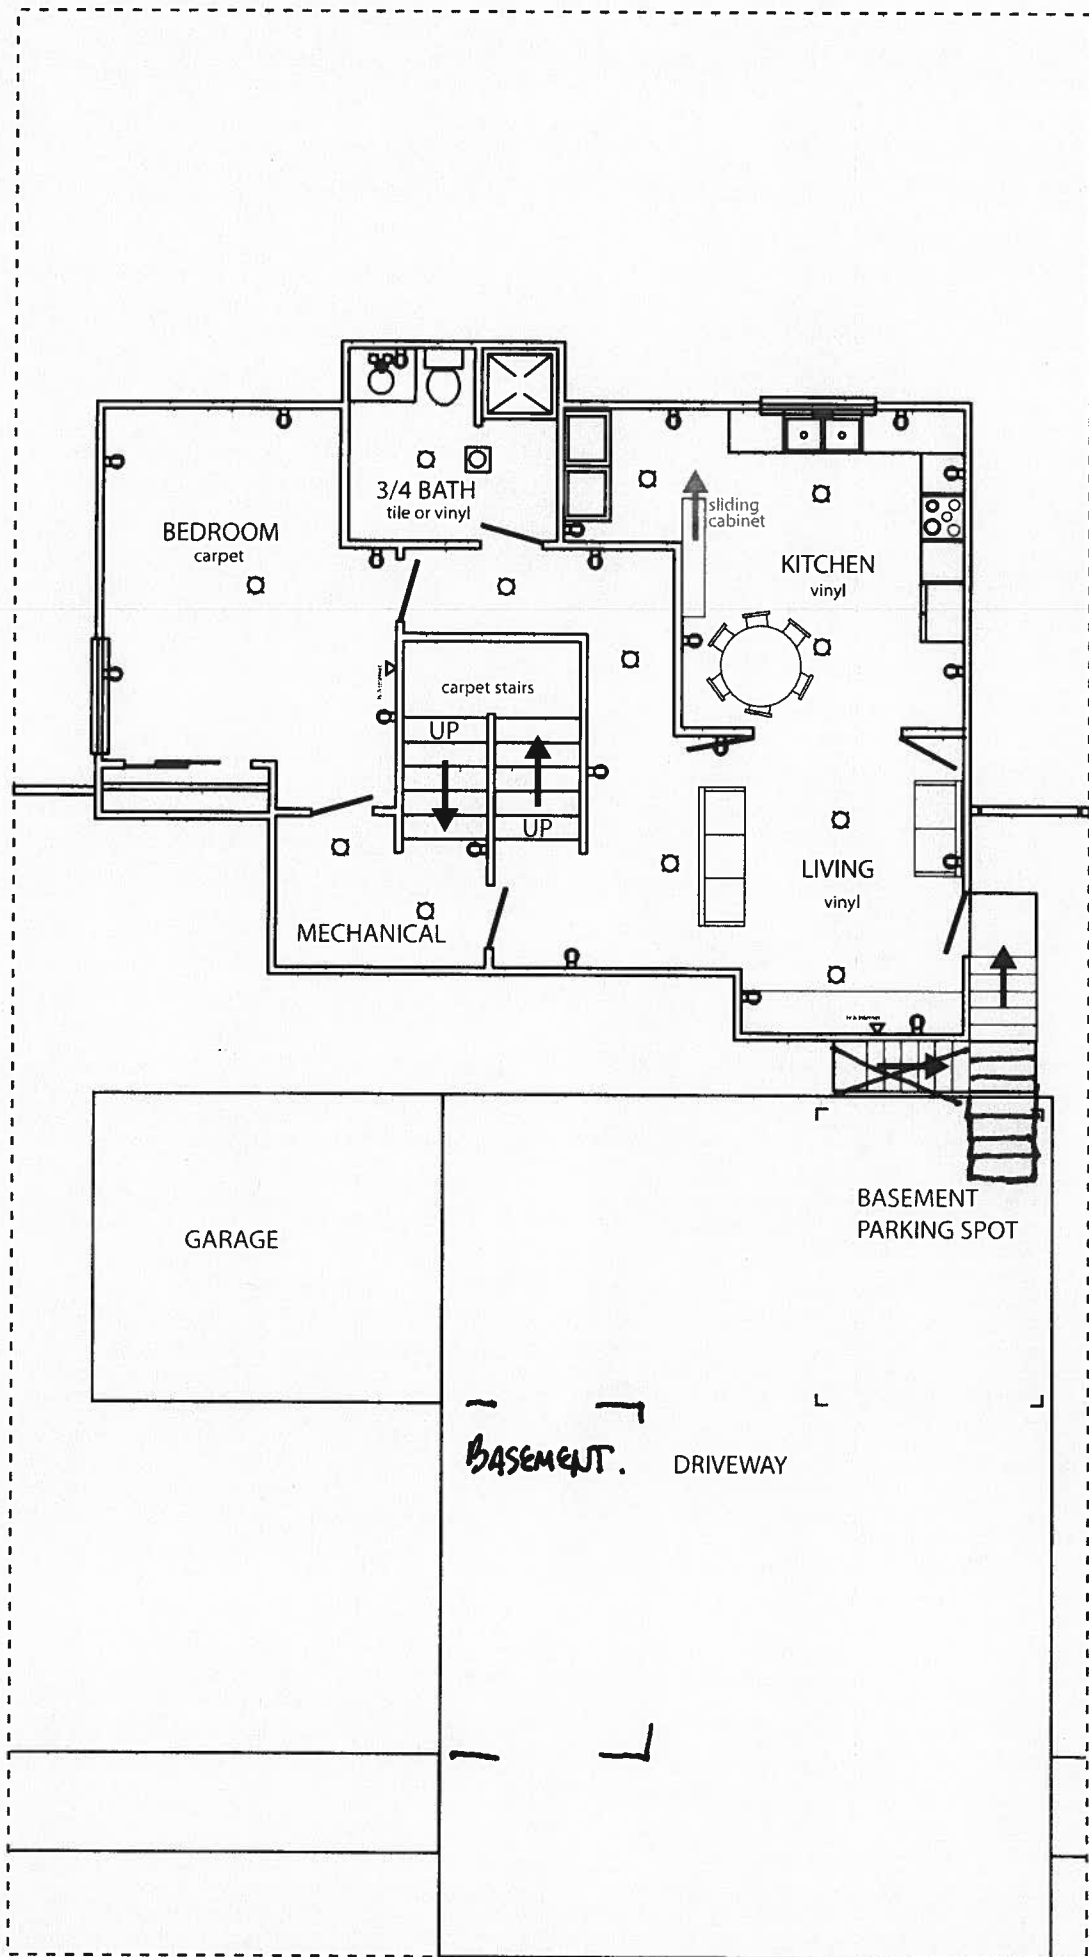 3/4 BATH
tile or vinyl
sliding
cabinet
BEDROOM
carpet
KITCHEN
vinyl
carpet stairs
UP
UP
LIVING
vinyl
MECHANICAL
BASEMENT
PARKING SPOT
GARAGE
BASEMENT.
DRIVEWAY